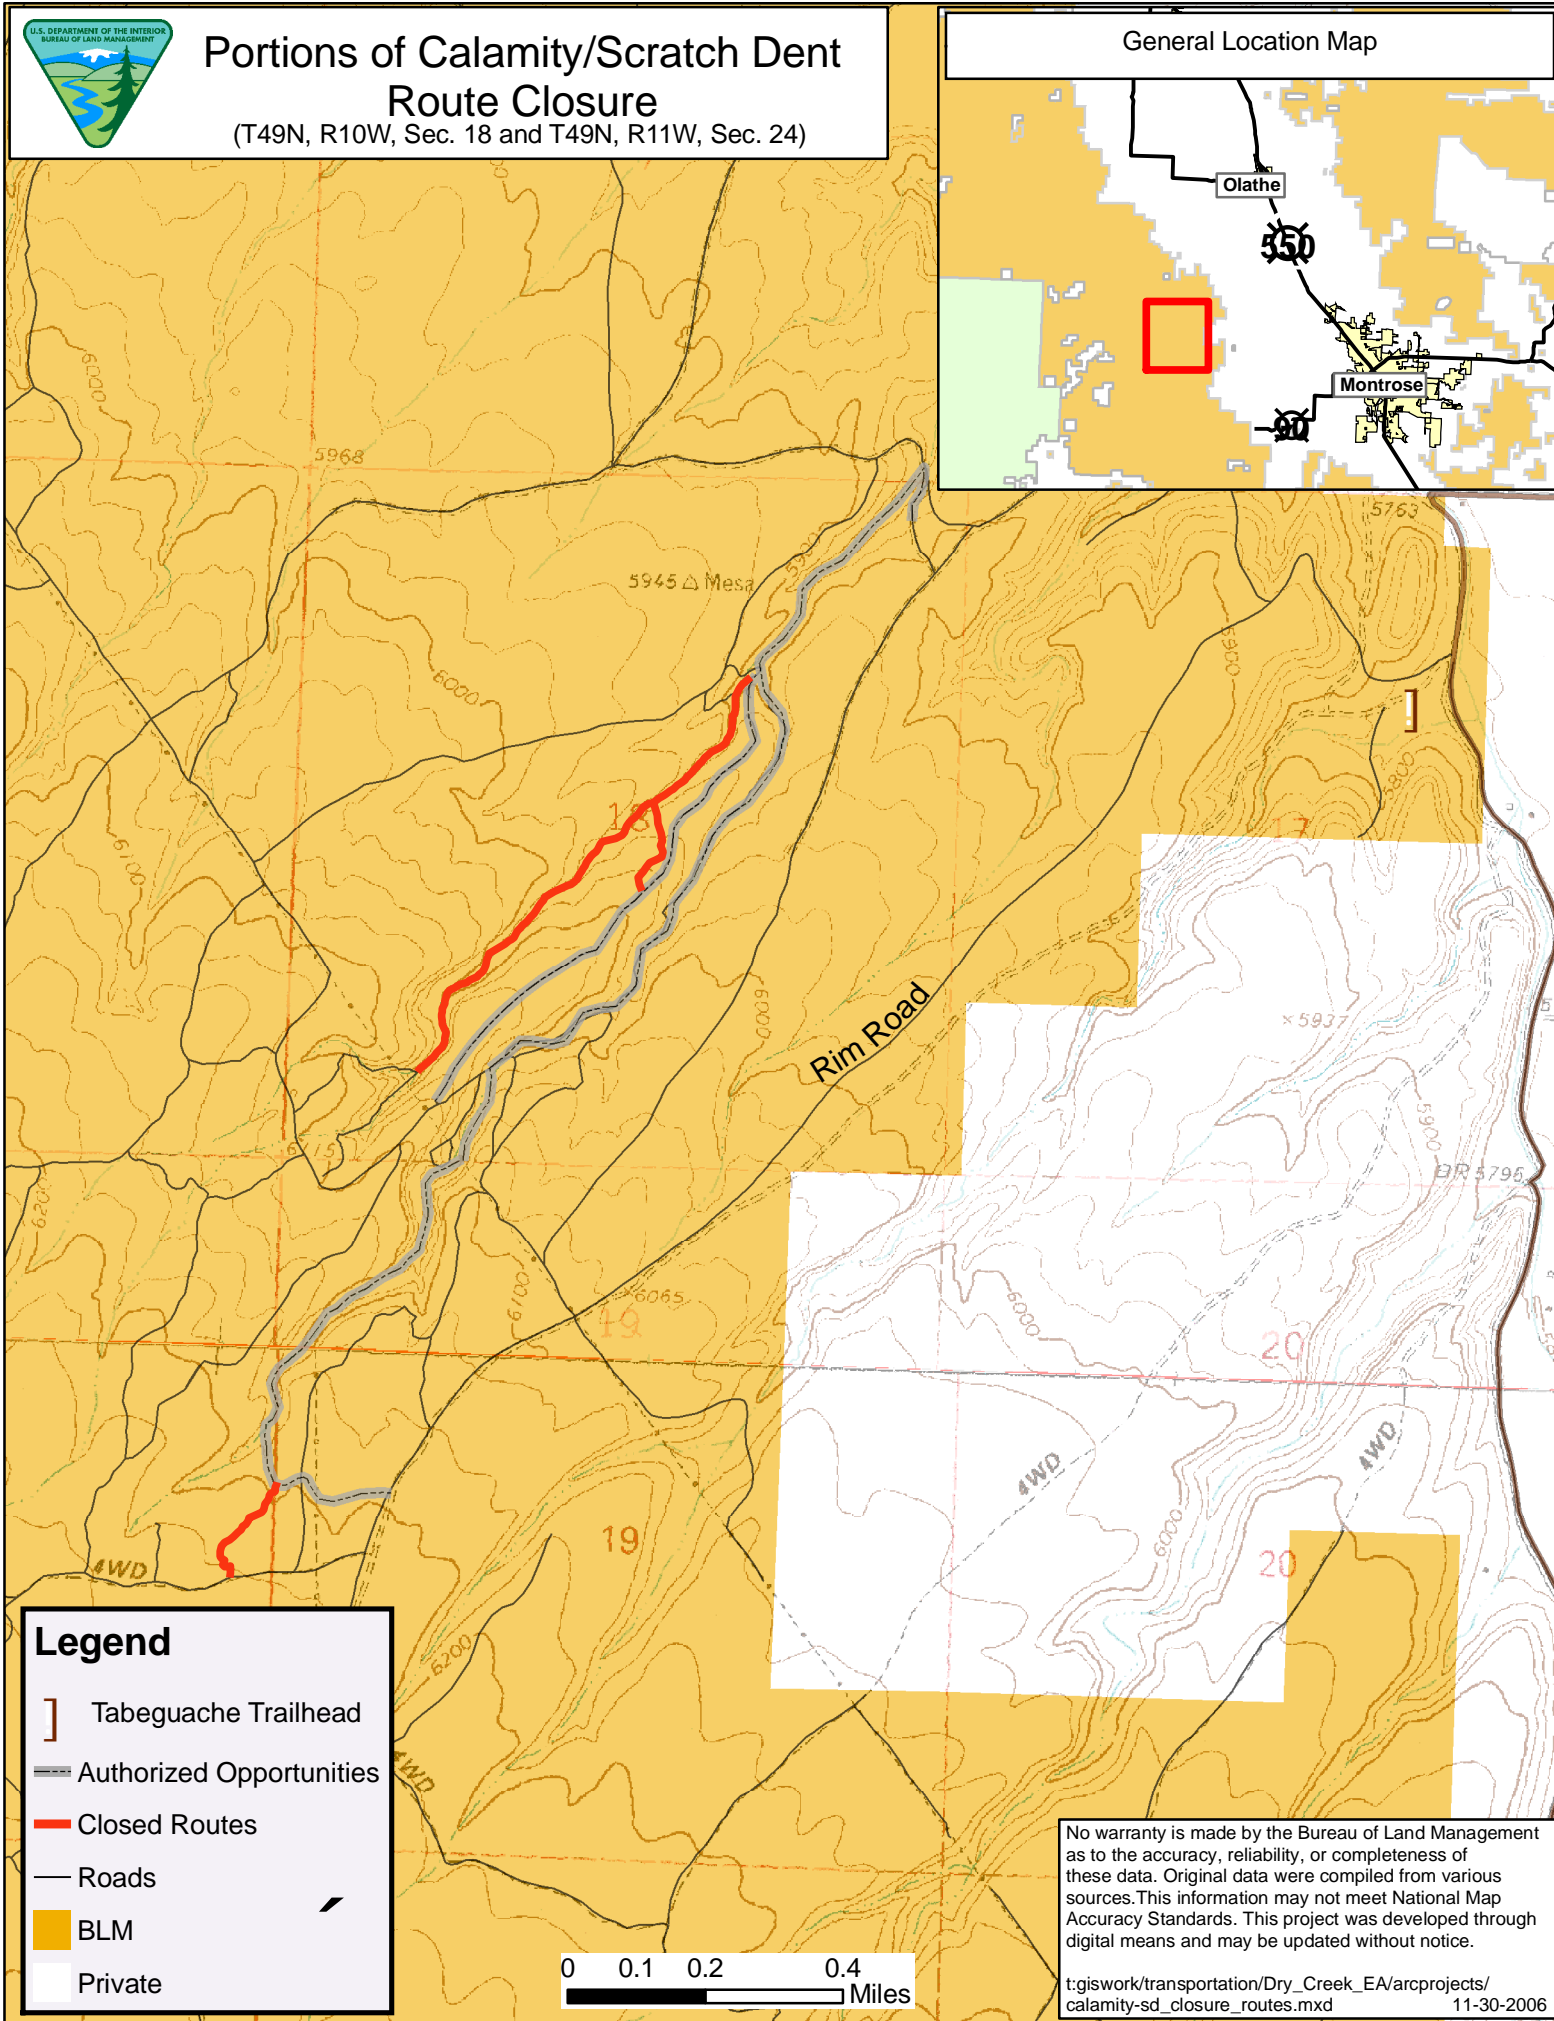 U.S. DEPARTMENT OF THE INTERIOR
BUREAU OF LAND MANAGEMENT
Portions of Calamity/Scratch Dent
Route Closure
(T49N, R10W, Sec. 18 and T49N, R11W, Sec. 24)
General Location Map
Olathe
550
Montrose
90
6000
5968
5763
5945 △ Mesa
5900
6000
5900
5800
18
17
6100
6000
Rim Road
×5937
5900
BR 5795
6200
6100
×6065
19
6000
20
4WD
4WD
6000
19
20
4WD
6200
4WD
Legend
Tabeguache Trailhead
Authorized Opportunities
Closed Routes
Roads
BLM
Private
0 0.1 0.2 0.4
Miles
No warranty is made by the Bureau of Land Management
as to the accuracy, reliability, or completeness of
these data. Original data were compiled from various
sources.This information may not meet National Map
Accuracy Standards. This project was developed through
digital means and may be updated without notice.
t:giswork/transportation/Dry_Creek_EA/arcprojects/
calamity-sd_closure_routes.mxd 11-30-2006